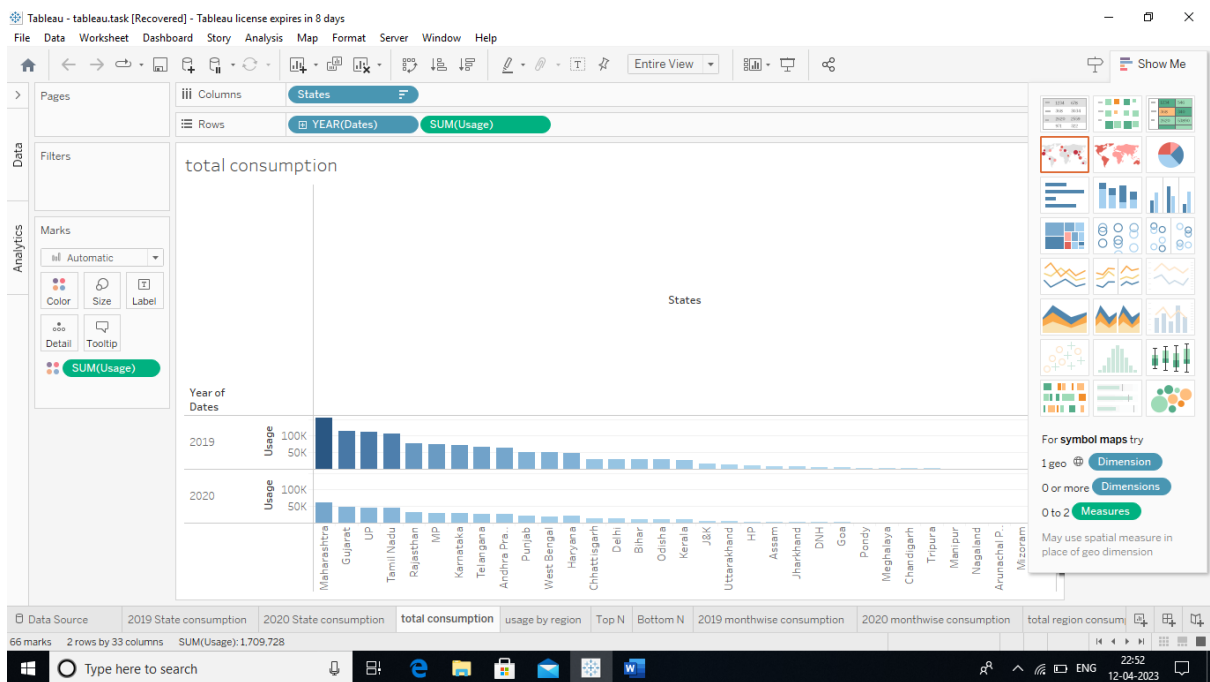 Tableau - tableau.task [Recovered] - Tableau license expires in 8 days
File Data Worksheet Dashboard Story Analysis Map Format Server Window Help
Entire View
Show Me
Pages
iii Columns States
Rows YEAR(Dates) SUM(Usage)
Data
Filters
total consumption
Analytics
Marks
Automatic
Color Size Label
Detail Tooltip
SUM(Usage)
States
Year of
Dates
2019 Usage 100K
50K
2020 Usage 100K
50K
Maharashtra
Gujarat
UP
Tamil Nadu
Rajasthan
MP
Karnataka
Telangana
Andhra Pra..
Punjab
West Bengal
Haryana
Chhattisgarh
Delhi
Bihar
Odisha
Kerala
J&K
Uttarakhand
HP
Assam
Jharkhand
DNH
Goa
Pondy
Meghalaya
Chandigarh
Tripura
Manipur
Nagaland
Arunachal P..
Mizoram
For symbol maps try
1 geo Dimension
0 or more Dimensions
0 to 2 Measures
May use spatial measure in
place of geo dimension
Data Source 2019 State consumption 2020 State consumption total consumption usage by region Top N Bottom N 2019 monthwise consumption 2020 monthwise consumption total region consum
66 marks 2 rows by 33 columns SUM(Usage): 1,709,728
Type here to search
ENG
22:52
12-04-2023